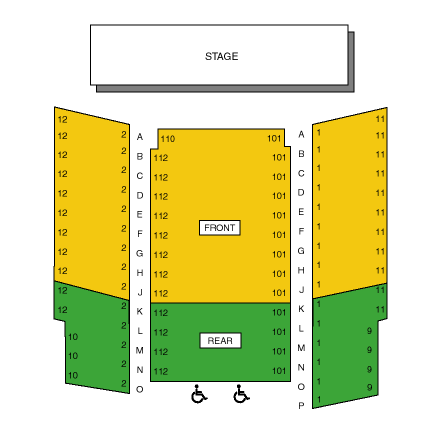 STAGE
12 2 A 110 101 A 1 11
12 2 B 112 101 B 1 11
12 2 C 112 101 C 1 11
12 2 D 112 101 D 1 11
12 2 E 112 101 E 1 11
12 2 F 112 FRONT 101 F 1 11
12 2 G 112 101 G 1 11
12 2 H 112 101 H 1 11
12 2 J 112 101 J 1 11
12 2 K 112 101 K 1 11
12 2 L 112 REAR 101 L 1 11
10 2 M 112 101 M 1 9
10 2 N 112 101 N 1 9
10 2 O O 1 9
P 1 9